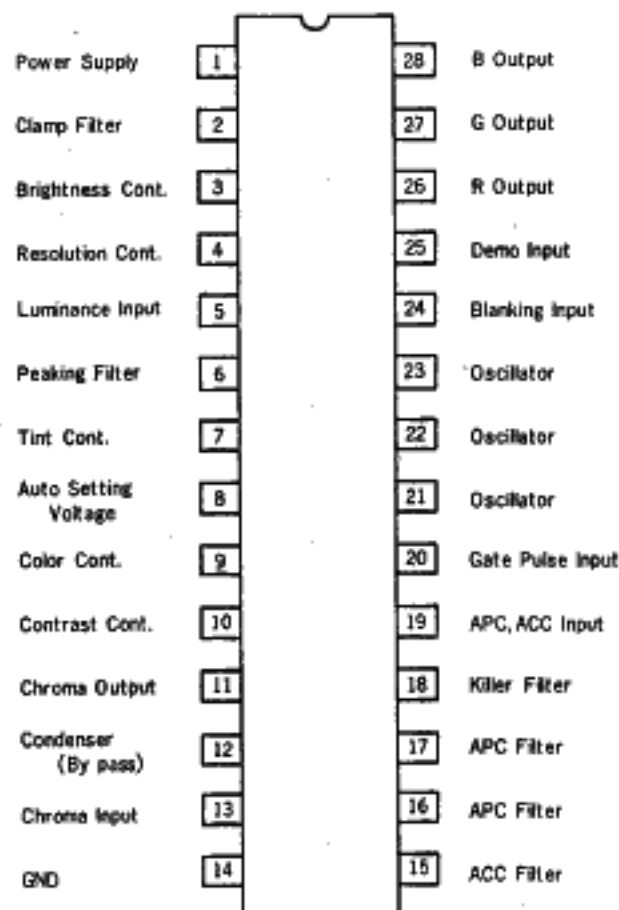 Power Supply 1 28 B Output
Clamp Filter 2 27 G Output
Brightness Cont. 3 26 R Output
Resolution Cont. 4 25 Demo Input
Luminance Input 5 24 Blanking Input
Peaking Filter 6 23 Oscillator
Tint Cont. 7 22 Oscillator
Auto Setting
Voltage 8 21 Oscillator
Color Cont. 9 20 Gate Pulse Input
Contrast Cont. 10 19 APC, ACC Input
Chroma Output 11 18 Killer Filter
Condenser
(By pass) 12 17 APC Filter
Chroma Input 13 16 APC Filter
GND 14 15 ACC Filter